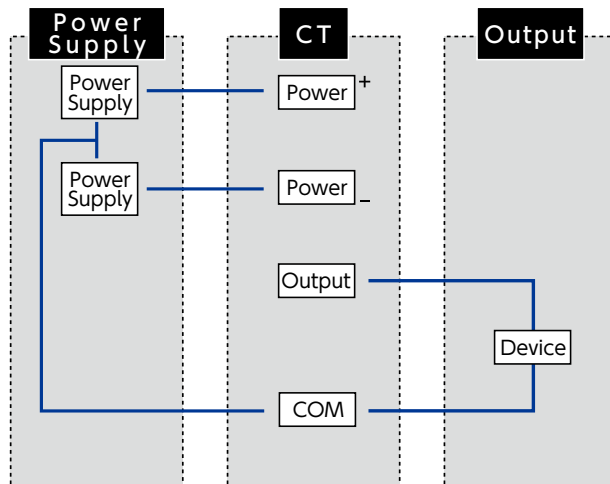 Power
Supply
CT
Output
Power
Supply
Power +
Power
Supply
Power _
Output
Device
COM